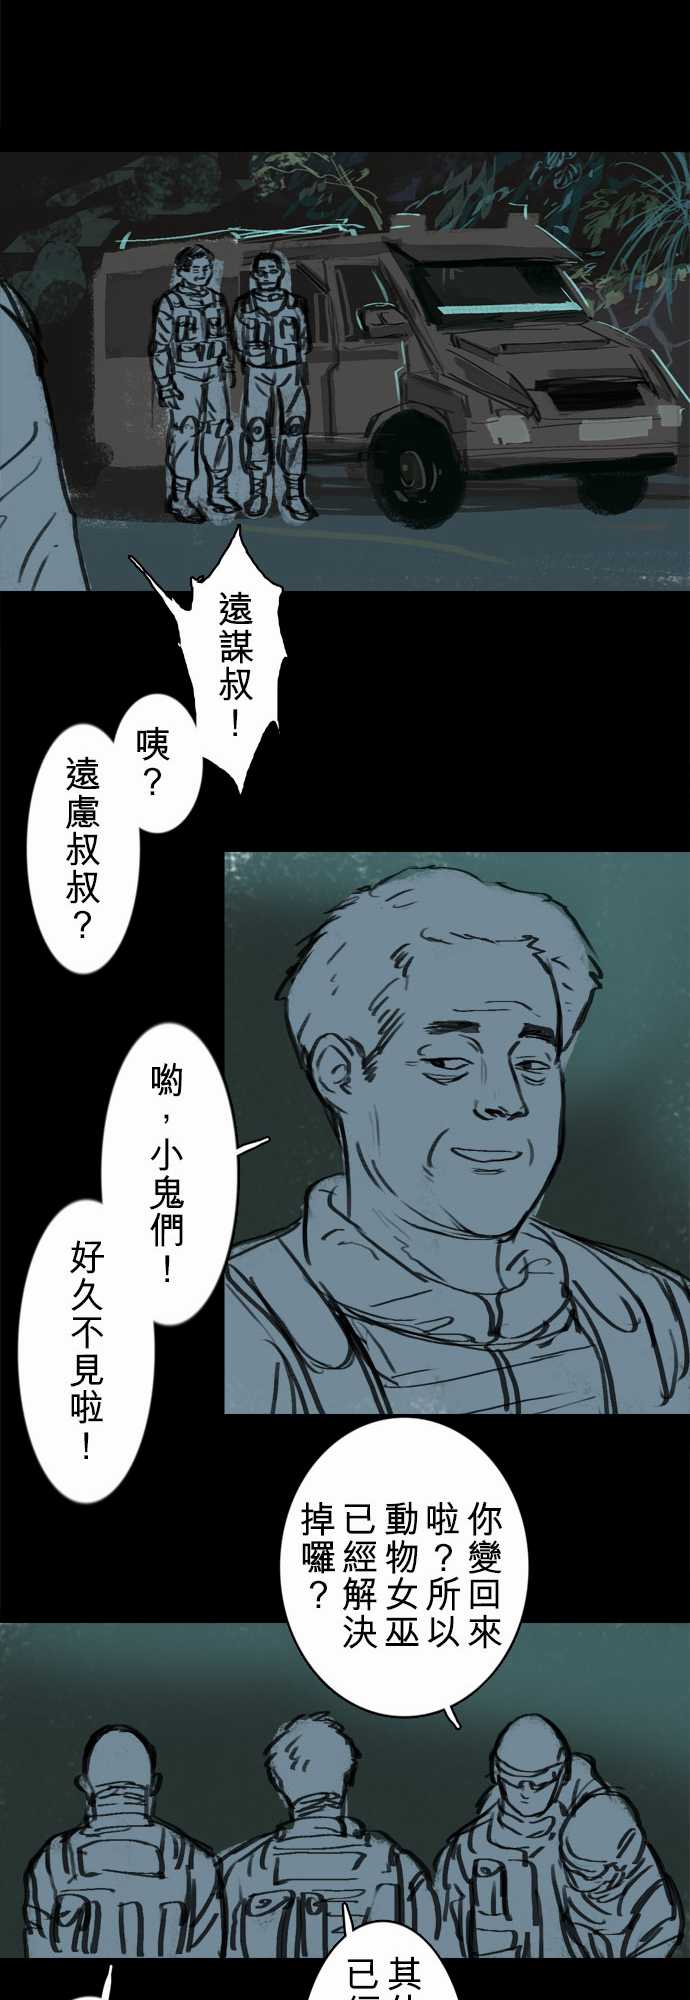 遠謀叔！
咦？
遠慮叔叔？
喲，小鬼們！
好久不見啦！
你變回來
啦？所以
動物女巫
已經解決
掉囉？